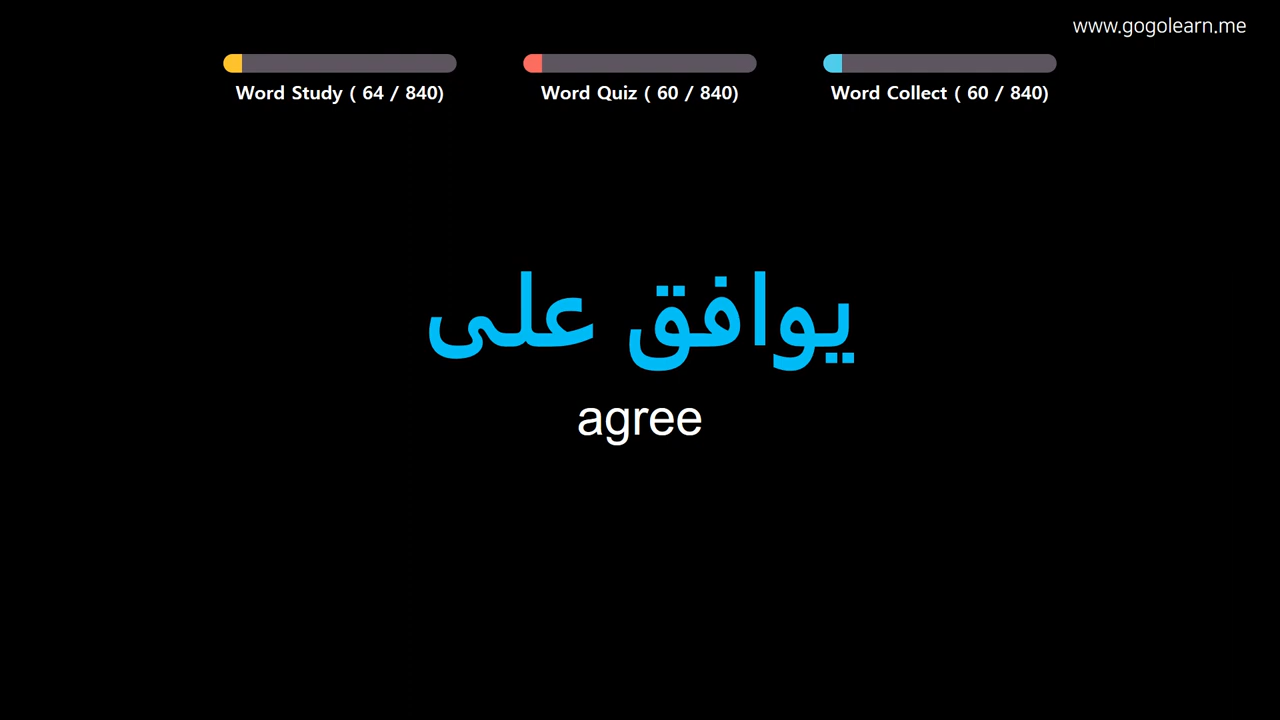 www.gogolearn.me
Word Study ( 64 / 840)
Word Quiz ( 60 / 840)
Word Collect ( 60 / 840)
يوافق على
agree